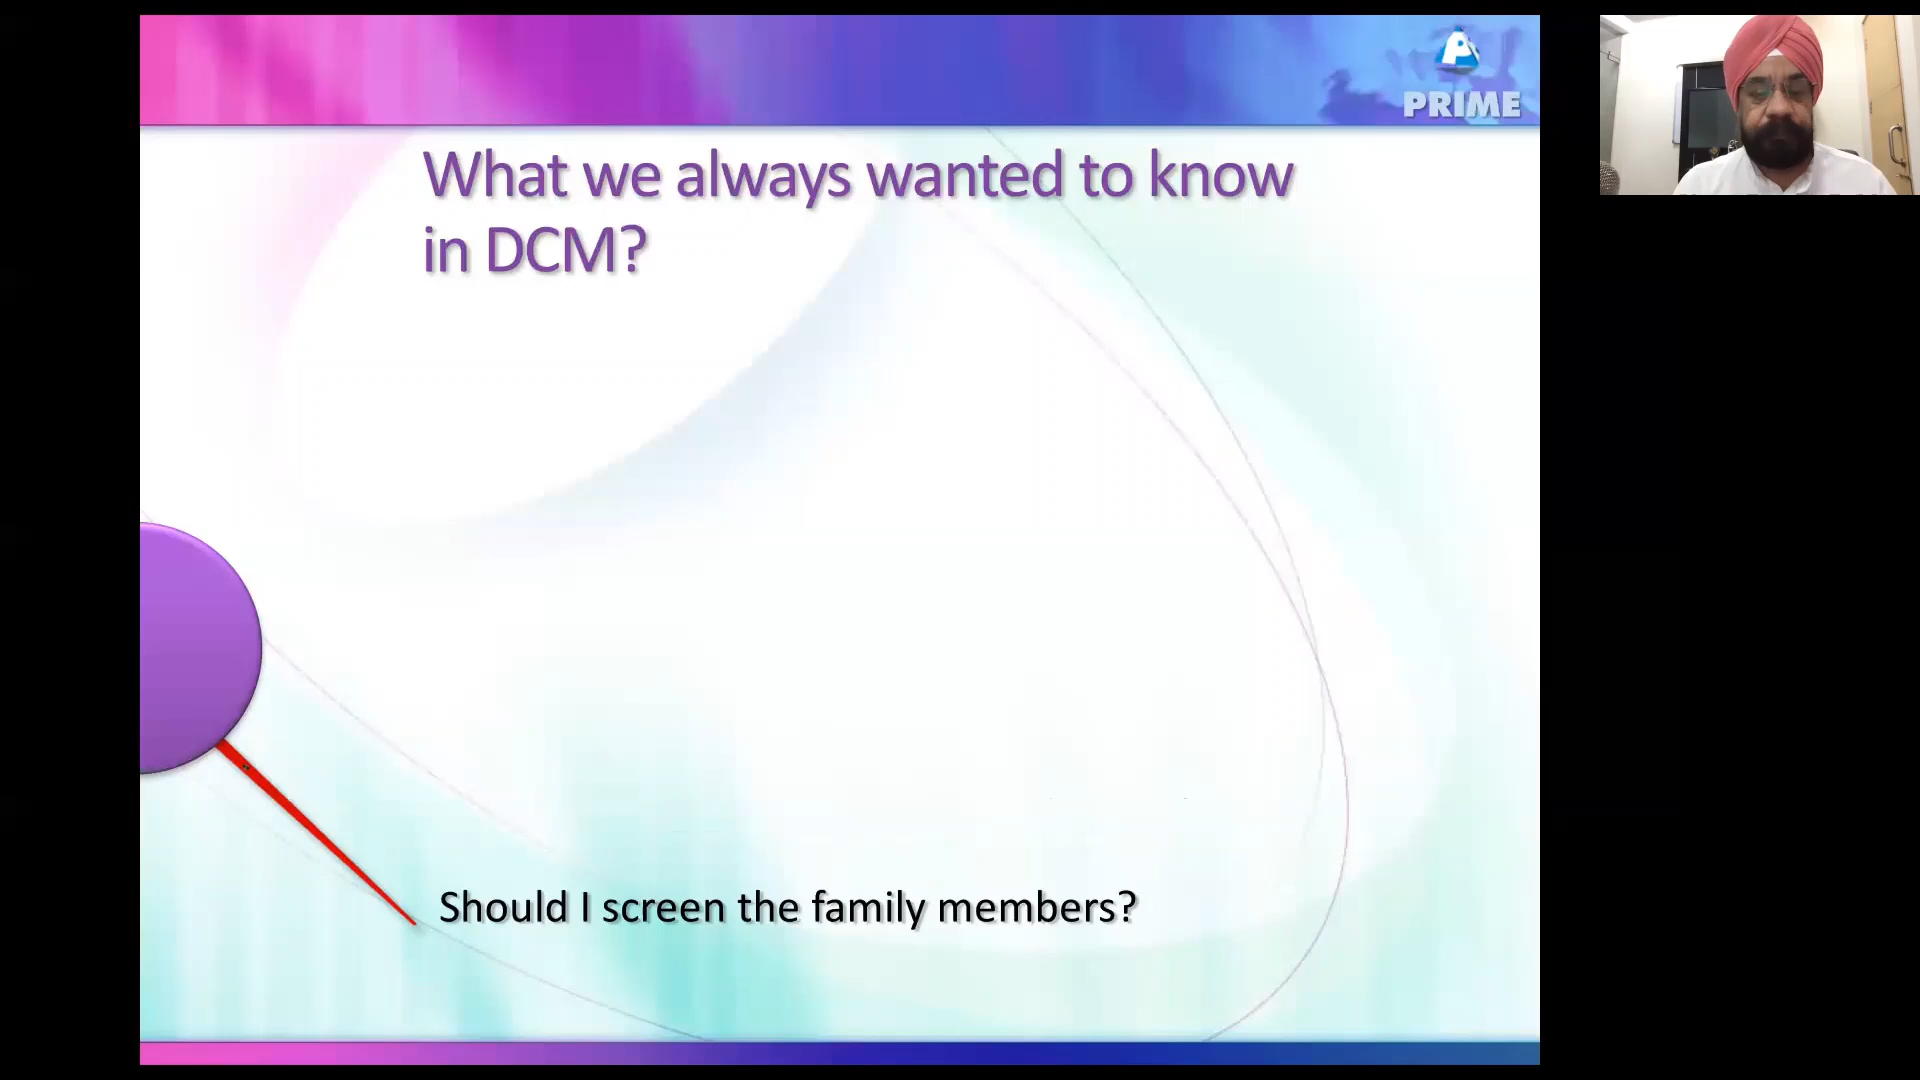 PRIME
What we always wanted to know
in DCM?
Should I screen the family members?